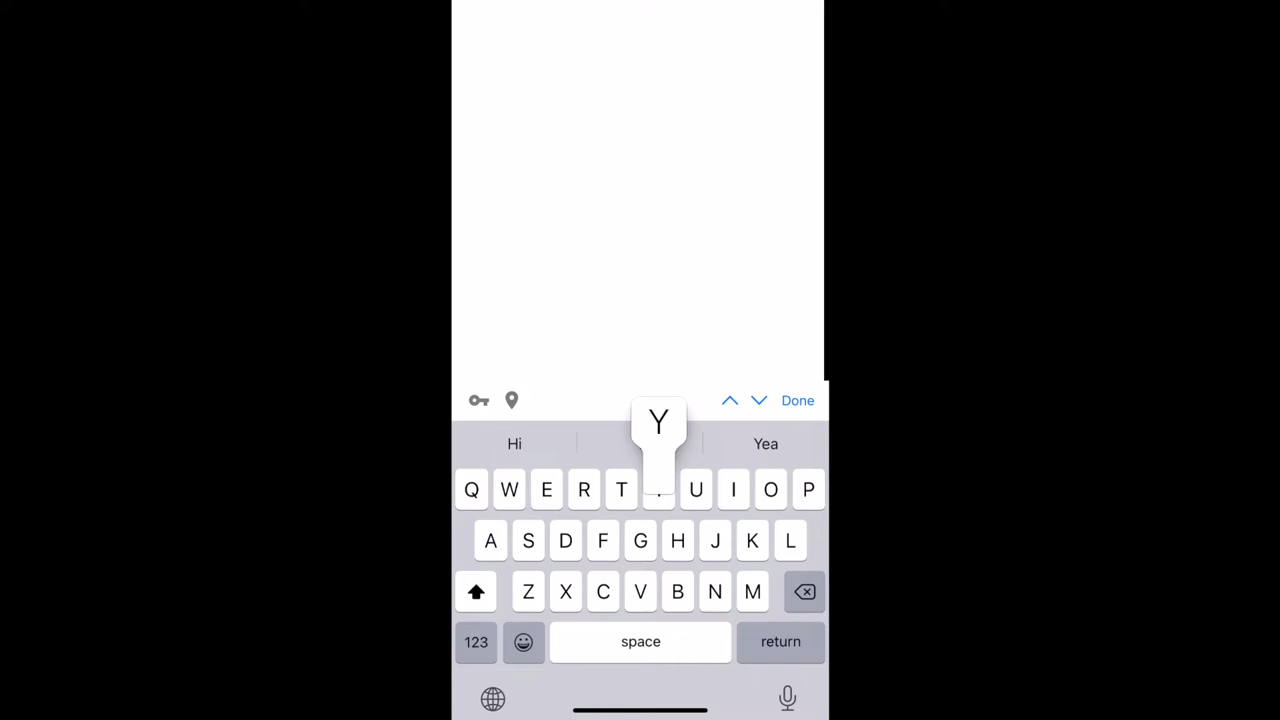 Y
Done
Hi
Yea
Q W E R T U I O P
A S D F G H J K L
Z X C V B N M
123
space
return